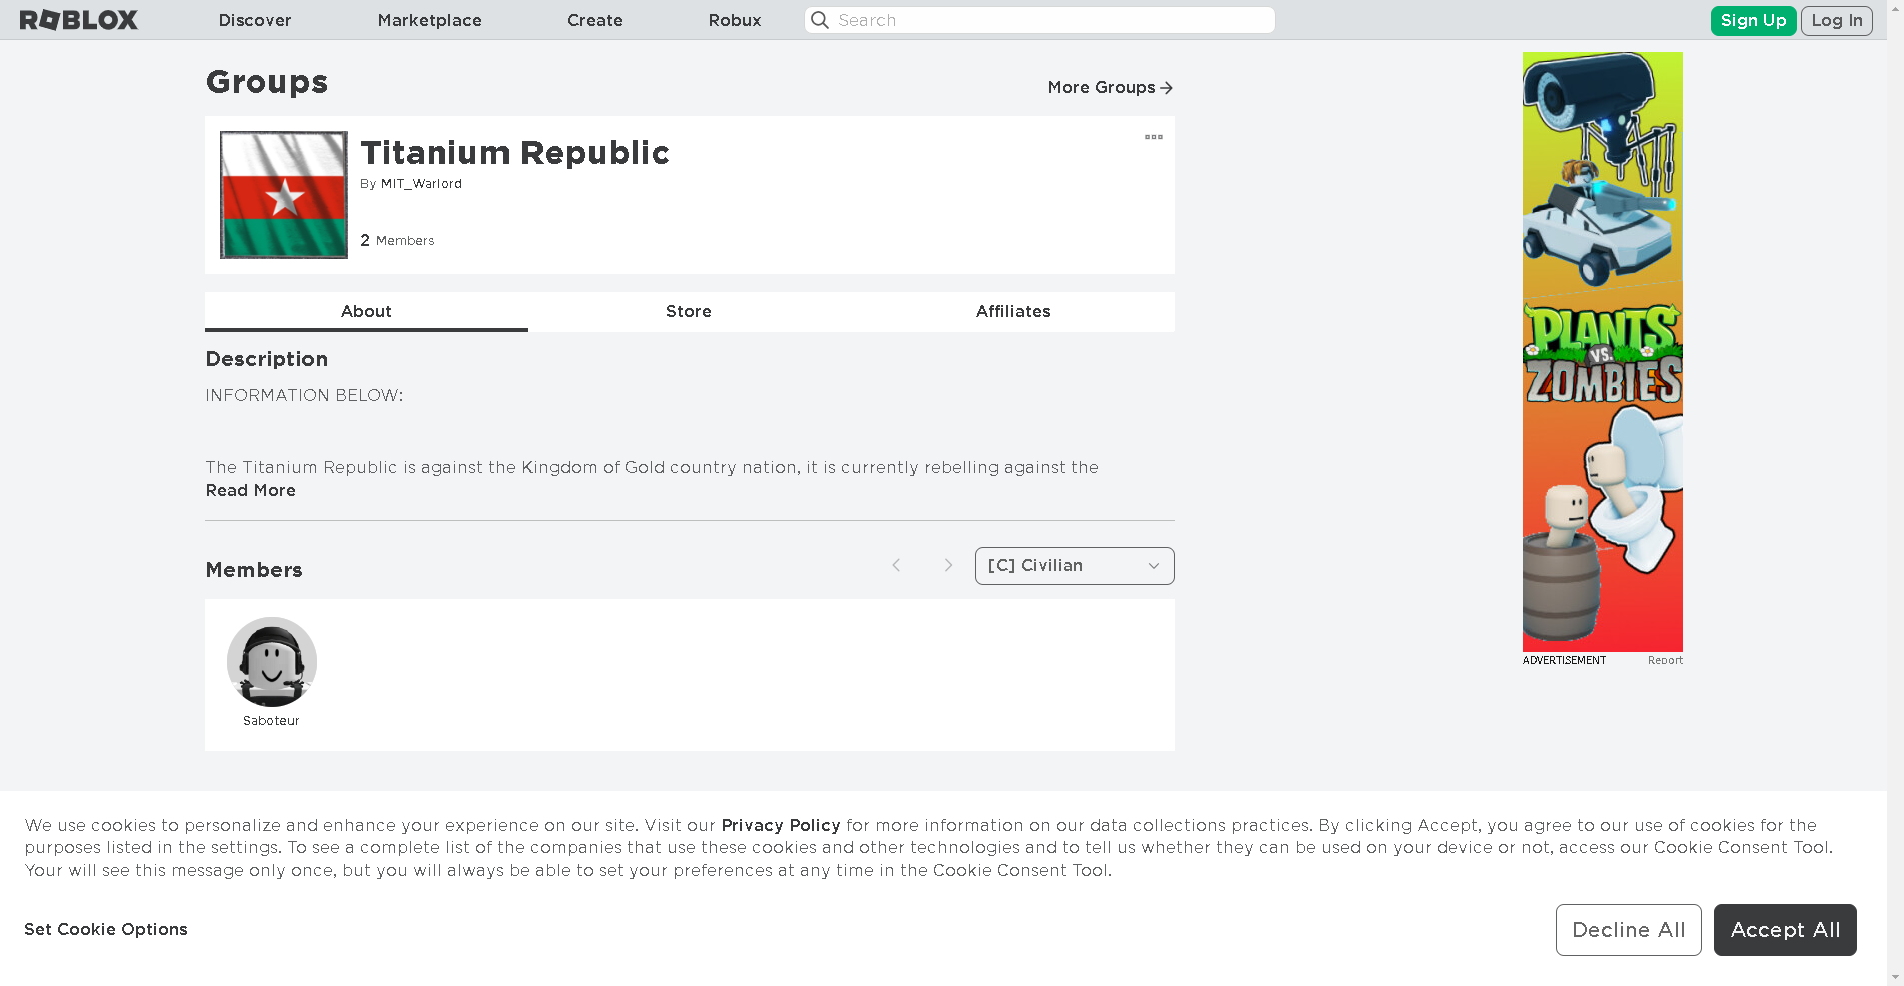 ROBLOX Discover Marketplace Create Robux Search Sign Up Log In
Groups
More Groups
Titanium Republic
By MIT_Warlord
2 Members
About Store Affiliates
Description
INFORMATION BELOW:
The Titanium Republic is against the Kingdom of Gold country nation, it is currently rebelling against the
Read More
Members
[C] Civilian
Saboteur
PLANTS
VS.
ZOMBIES
ADVERTISEMENT Report
We use cookies to personalize and enhance your experience on our site. Visit our Privacy Policy for more information on our data collections practices. By clicking Accept, you agree to our use of cookies for the
purposes listed in the settings. To see a complete list of the companies that use these cookies and other technologies and to tell us whether they can be used on your device or not, access our Cookie Consent Tool.
Your will see this message only once, but you will always be able to set your preferences at any time in the Cookie Consent Tool.
Set Cookie Options
Decline All
Accept All